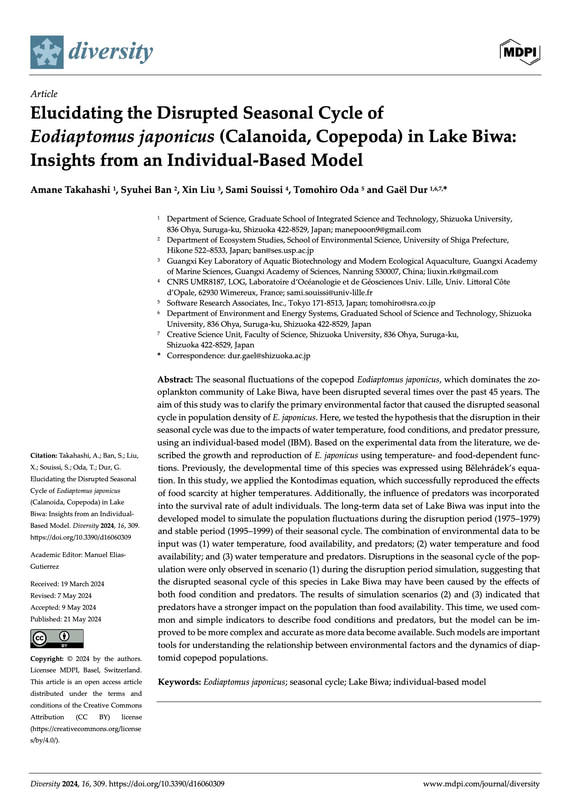 diversity
MDPI
Article
Elucidating the Disrupted Seasonal Cycle of
Eodiaptomus japonicus (Calanoida, Copepoda) in Lake Biwa:
Insights from an Individual-Based Model
Amane Takahashi 1, Syuhei Ban 2, Xin Liu 3, Sami Souissi 4, Tomohiro Oda 5 and Gaël Dur 1,6,7,*
1 Department of Science, Graduate School of Integrated Science and Technology, Shizuoka University,
836 Ohya, Suruga-ku, Shizuoka 422-8529, Japan; manepooon9@gmail.com
2 Department of Ecosystem Studies, School of Environmental Science, University of Shiga Prefecture,
Hikone 522–8533, Japan; ban@ses.usp.ac.jp
3 Guangxi Key Laboratory of Aquatic Biotechnology and Modern Ecological Aquaculture, Guangxi Academy
of Marine Sciences, Guangxi Academy of Sciences, Nanning 530007, China; liuxin.rk@gmail.com
4 CNRS UMR8187, LOG, Laboratoire d’Océanologie et de Géosciences Univ. Lille, Univ. Littoral Côte
d’Opale, 62930 Wimereux, France; sami.souissi@univ-lille.fr
5 Software Research Associates, Inc., Tokyo 171-8513, Japan; tomohiro@sra.co.jp
6 Department of Environment and Energy Systems, Graduated School of Science and Technology, Shizuoka
University, 836 Ohya, Suruga-ku, Shizuoka 422-8529, Japan
7 Creative Science Unit, Faculty of Science, Shizuoka University, 836 Ohya, Suruga-ku,
Shizuoka 422-8529, Japan
* Correspondence: dur.gael@shizuoka.ac.jp
Abstract: The seasonal fluctuations of the copepod Eodiaptomus japonicus, which dominates the zo-
oplankton community of Lake Biwa, have been disrupted several times over the past 45 years. The
aim of this study was to clarify the primary environmental factor that caused the disrupted seasonal
cycle in population density of E. japonicus. Here, we tested the hypothesis that the disruption in their
seasonal cycle was due to the impacts of water temperature, food conditions, and predator pressure,
using an individual-based model (IBM). Based on the experimental data from the literature, we de-
scribed the growth and reproduction of E. japonicus using temperature- and food-dependent func-
tions. Previously, the developmental time of this species was expressed using Bělehrádek’s equa-
tion. In this study, we applied the Kontodimas equation, which successfully reproduced the effects
of food scarcity at higher temperatures. Additionally, the influence of predators was incorporated
into the survival rate of adult individuals. The long-term data set of Lake Biwa was input into the
developed model to simulate the population fluctuations during the disruption period (1975–1979)
and stable period (1995–1999) of their seasonal cycle. The combination of environmental data to be
input was (1) water temperature, food availability, and predators; (2) water temperature and food
availability; and (3) water temperature and predators. Disruptions in the seasonal cycle of the pop-
ulation were only observed in scenario (1) during the disruption period simulation, suggesting that
the disrupted seasonal cycle of this species in Lake Biwa may have been caused by the effects of
both food condition and predators. The results of simulation scenarios (2) and (3) indicated that
predators have a stronger impact on the population than food availability. This time, we used com-
mon and simple indicators to describe food conditions and predators, but the model can be im-
proved to be more complex and accurate as more data become available. Such models are important
tools for understanding the relationship between environmental factors and the dynamics of diap-
tomid copepod populations.
Keywords: Eodiaptomus japonicus; seasonal cycle; Lake Biwa; individual-based model
Citation: Takahashi, A.; Ban, S.; Liu,
X.; Souissi, S.; Oda, T.; Dur, G.
Elucidating the Disrupted Seasonal
Cycle of Eodiaptomus japonicus
(Calanoida, Copepoda) in Lake
Biwa: Insights from an Individual-
Based Model. Diversity 2024, 16, 309.
https://doi.org/10.3390/d16060309
Academic Editor: Manuel Elias-
Gutierrez
Received: 19 March 2024
Revised: 7 May 2024
Accepted: 9 May 2024
Published: 21 May 2024
CC BY
Copyright: © 2024 by the authors.
Licensee MDPI, Basel, Switzerland.
This article is an open access article
distributed under the terms and
conditions of the Creative Commons
Attribution (CC BY) license
(https://creativecommons.org/license
s/by/4.0/).
Diversity 2024, 16, 309. https://doi.org/10.3390/d16060309
www.mdpi.com/journal/diversity